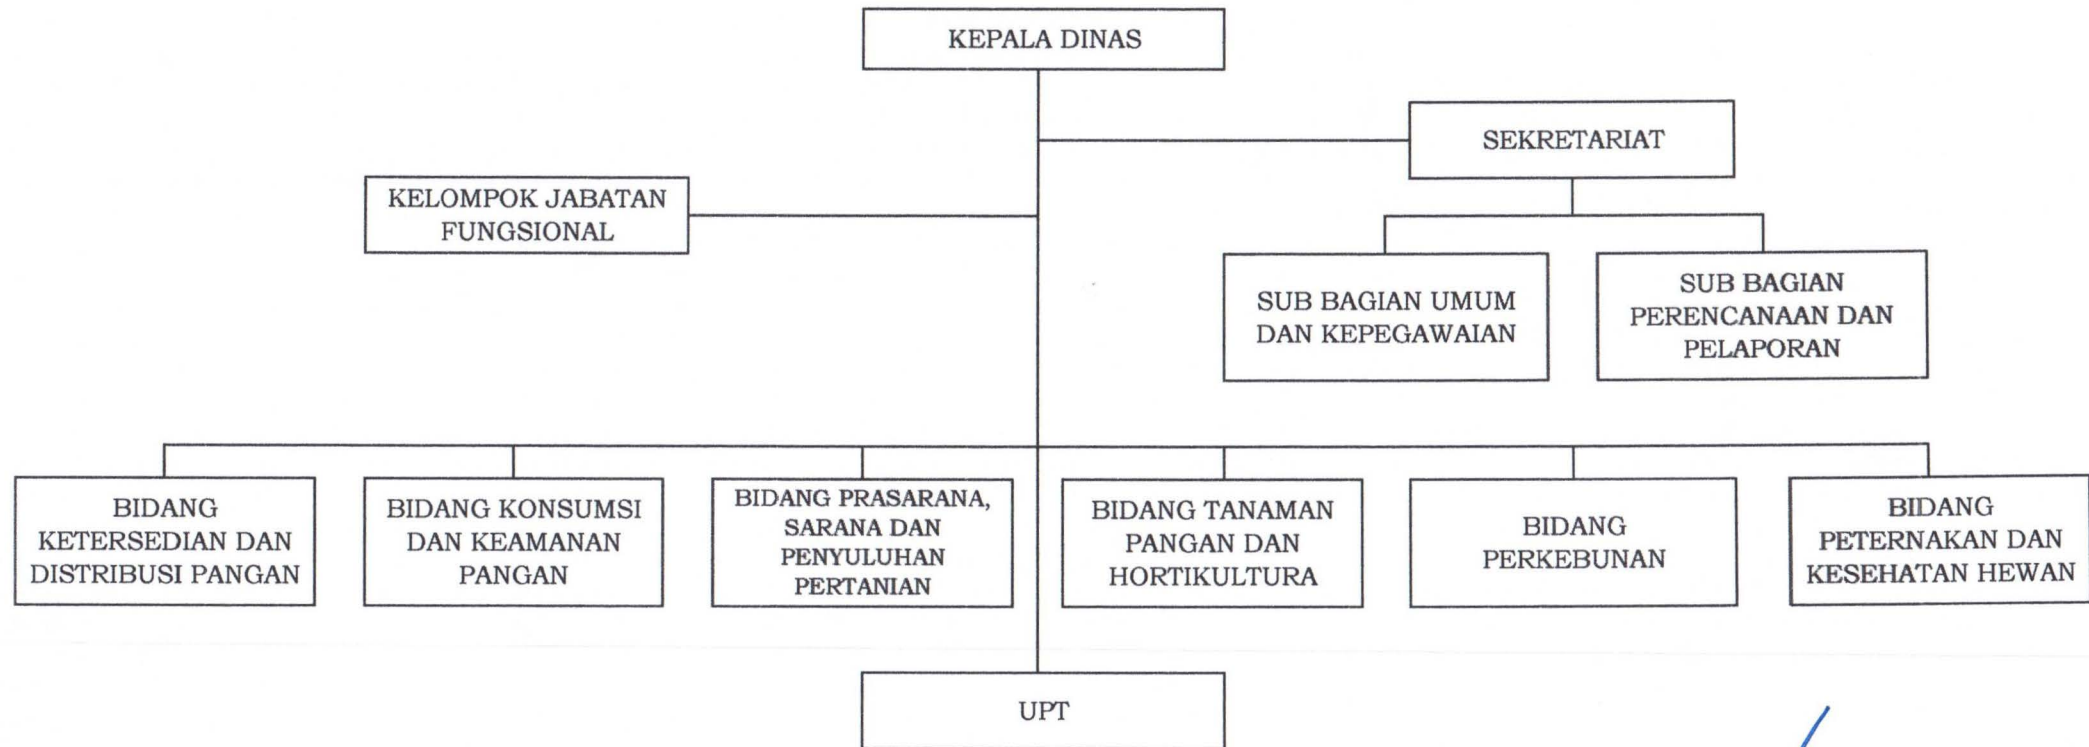 KEPALA DINAS
SEKRETARIAT
KELOMPOK JABATAN
FUNGSIONAL
SUB BAGIAN UMUM
DAN KEPEGAWAIAN
SUB BAGIAN
PERENCANAAN DAN
PELAPORAN
BIDANG
KETERSEDIAN DAN
DISTRIBUSI PANGAN
BIDANG KONSUMSI
DAN KEAMANAN
PANGAN
BIDANG PRASARANA,
SARANA DAN
PENYULUHAN
PERTANIAN
BIDANG TANAMAN
PANGAN DAN
HORTIKULTURA
BIDANG
PERKEBUNAN
BIDANG
PETERNAKAN DAN
KESEHATAN HEWAN
UPT